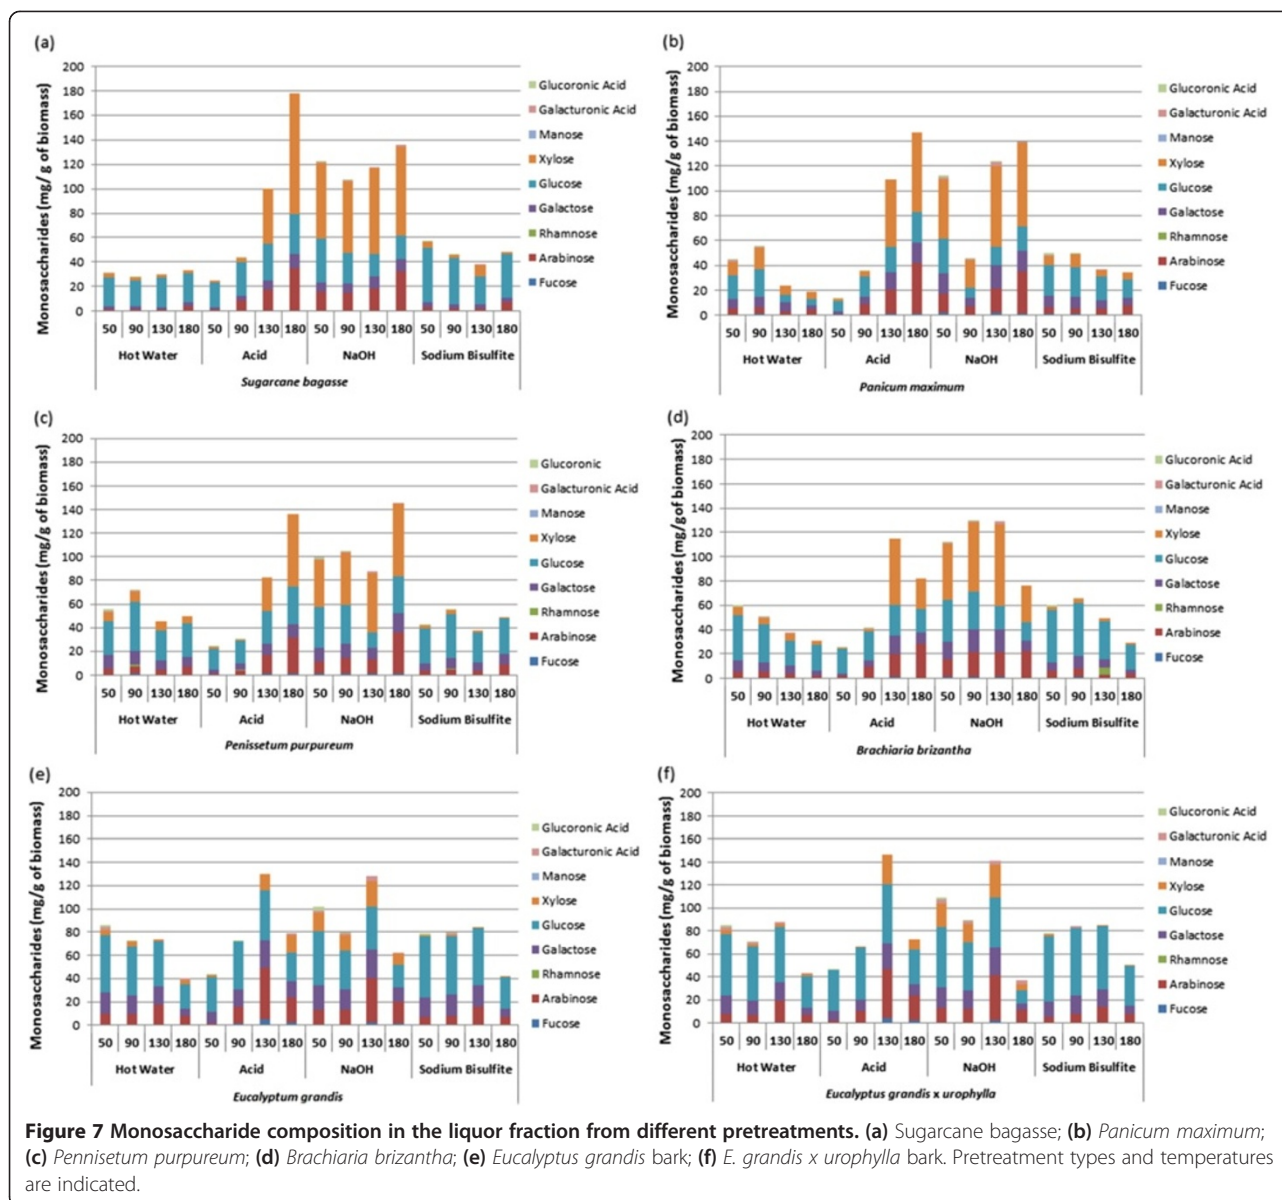 (a)
Monosaccharides (mg/ g of biomass)
200
180
160
140
120
100
80
60
40
20
0
50 90 130 180 50 90 130 180 50 90 130 180 50 90 130 180
Hot Water Acid NaOH Sodium Bisulfite
Sugarcane bagasse
Glucoronic Acid
Galacturonic Acid
Manose
Xylose
Glucose
Galactose
Rhamnose
Arabinose
Fucose
(b)
Monosaccharides (mg/g of biomass)
200
180
160
140
120
100
80
60
40
20
0
50 90 130 180 50 90 130 180 50 90 130 180 50 90 130 180
Hot Water Acid NaOH Sodium Bisulfite
Panicum maximum
Glucoronic Acid
Galacturonic Acid
Manose
Xylose
Glucose
Galactose
Rhamnose
Arabinose
Fucose
(c)
Monosaccharides (mg/g of biomass)
200
180
160
140
120
100
80
60
40
20
0
50 90 130 180 50 90 130 180 50 90 130 180 50 90 130 180
Hot Water Acid NaOH Sodium Bisulfite
Penissetum purpureum
Glucoronic
Galacturonic Acid
Manose
Xylose
Glucose
Galactose
Rhamnose
Arabinose
Fucose
(d)
Monosaccharides (mg/gof biomass)
200
180
160
140
120
100
80
60
40
20
0
50 90 130 180 50 90 130 180 50 90 130 180 50 90 130 180
Hot Water Acid NaOH Sodium Bisulfite
Brachiaria brizantha
Glucoronic Acid
Galacturonic Acid
Manose
Xylose
Glucose
Galactose
Rhamnose
Arabinose
Fucose
(e)
Monosaccharides (mg/g of biomass)
200
180
160
140
120
100
80
60
40
20
0
50 90 130 180 50 90 130 180 50 90 130 180 50 90 130 180
Hot Water Acid NaOH Sodium Bisulfite
Eucalyptum grandis
Glucoronic Acid
Galacturonic Acid
Manose
Xylose
Glucose
Galactose
Rhamnose
Arabinose
Fucose
(f)
Monosaccharides (mg/g of biomass)
200
180
160
140
120
100
80
60
40
20
0
50 90 130 180 50 90 130 180 50 90 130 180 50 90 130 180
Hot Water Acid NaOH Sodium Bisulfite
Eucalyptus grandis x urophylla
Glucoronic Acid
Galacturonic Acid
Manose
Xylose
Glucose
Galactose
Rhamnose
Arabinose
Fucose
Figure 7 Monosaccharide composition in the liquor fraction from different pretreatments. (a) Sugarcane bagasse; (b) Panicum maximum;
(c) Pennisetum purpureum; (d) Brachiaria brizantha; (e) Eucalyptus grandis bark; (f) E. grandis x urophylla bark. Pretreatment types and temperatures
are indicated.